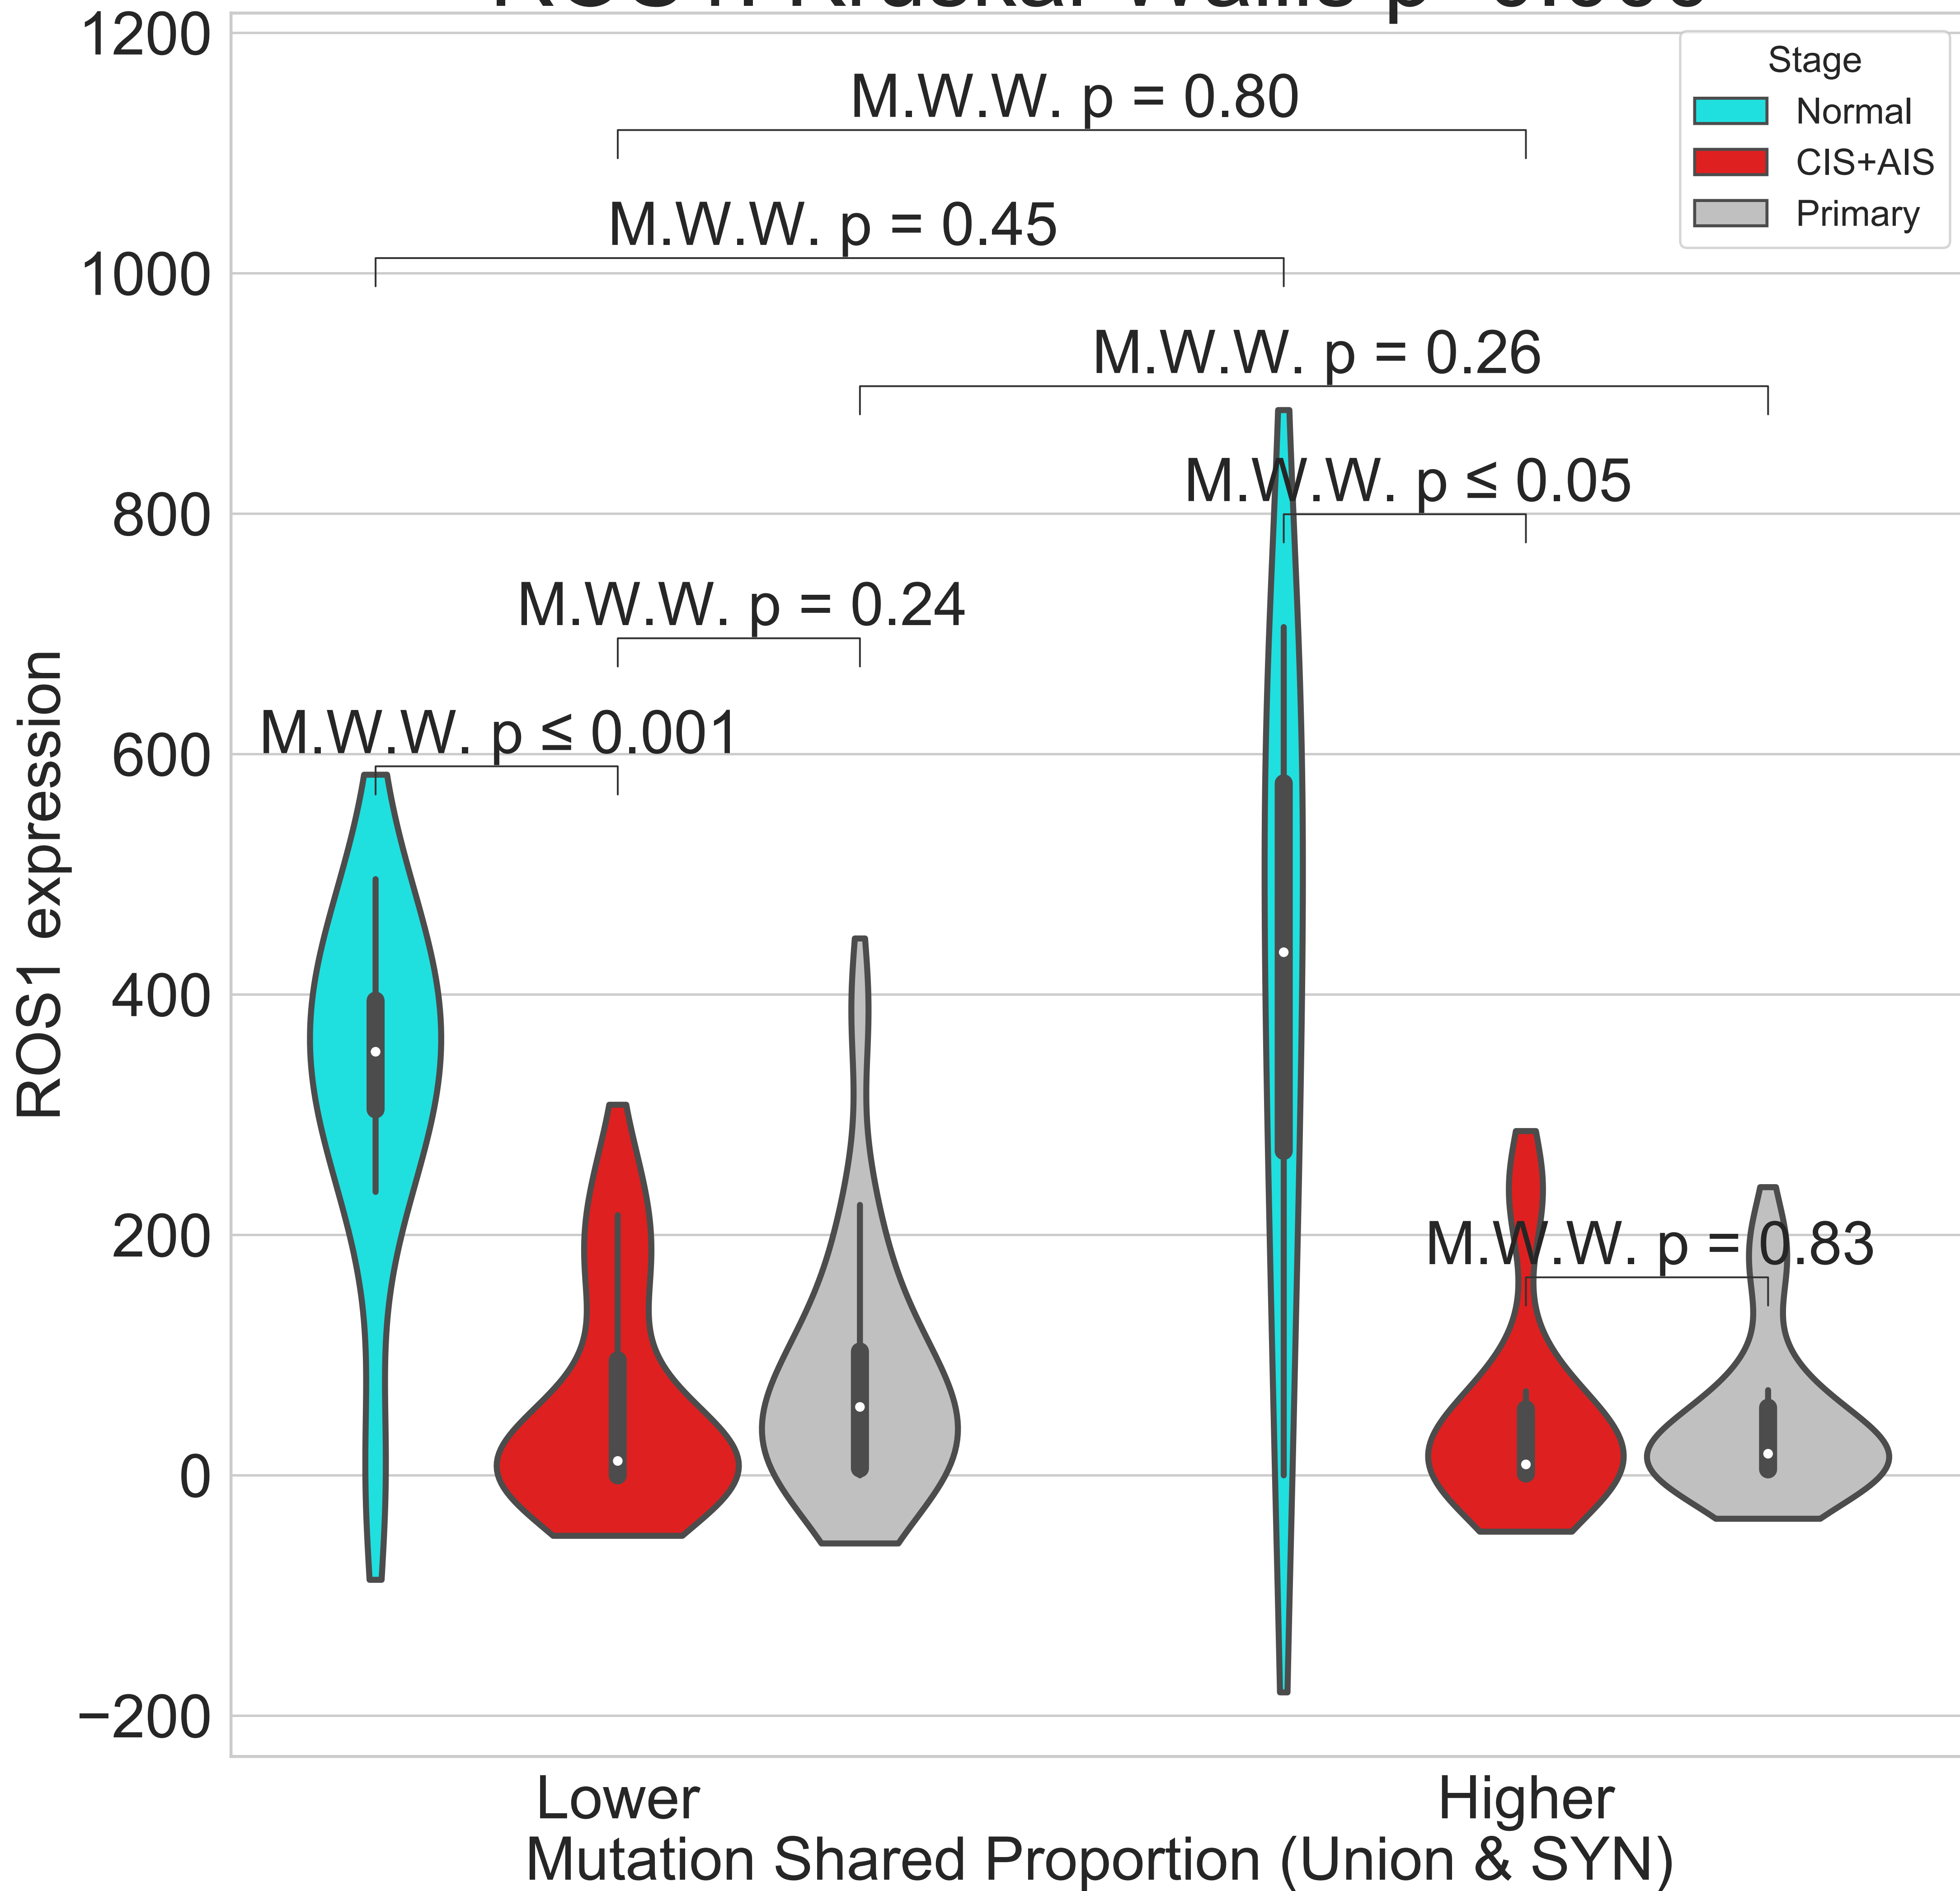 1200
1000
800
600
400
200
0
−200
ROS1 expression
Stage
Normal
CIS+AIS
Primary
M.W.W. p = 0.80
M.W.W. p = 0.45
M.W.W. p = 0.26
M.W.W. p ≤ 0.05
M.W.W. p = 0.24
M.W.W. p ≤ 0.001
M.W.W. p = 0.83
Lower
Higher
Mutation Shared Proportion (Union & SYN)